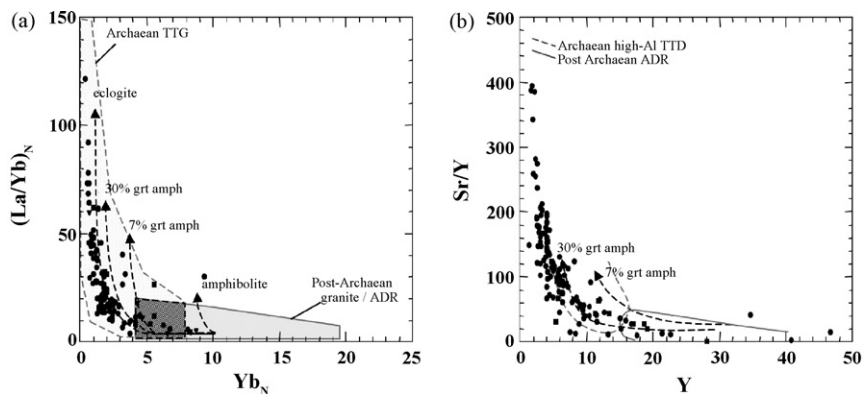 (a)
150
100
50
0
(La/Yb)N
Archaean TTG
eclogite
30% grt amph
7% grt amph
amphibolite
Post-Archaean
granite / ADR
0 5 10 15 20 25
YbN
(b)
500
400
300
200
100
0
Sr/Y
Archaean high-Al TTD
Post Archaean ADR
30% grt amph
7% grt amph
0 10 20 30 40 50
Y